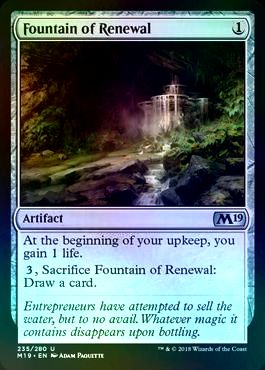 Fountain of Renewal 1
Artifact M19
At the beginning of your upkeep, you
gain 1 life.
3, Sacrifice Fountain of Renewal:
Draw a card.
Entrepreneurs have attempted to sell the
water, but to no avail. Whatever magic it
contains disappears upon bottling.
235/280 U
M19 • EN Adam Paquette ™ & © 2018 Wizards of the Coast